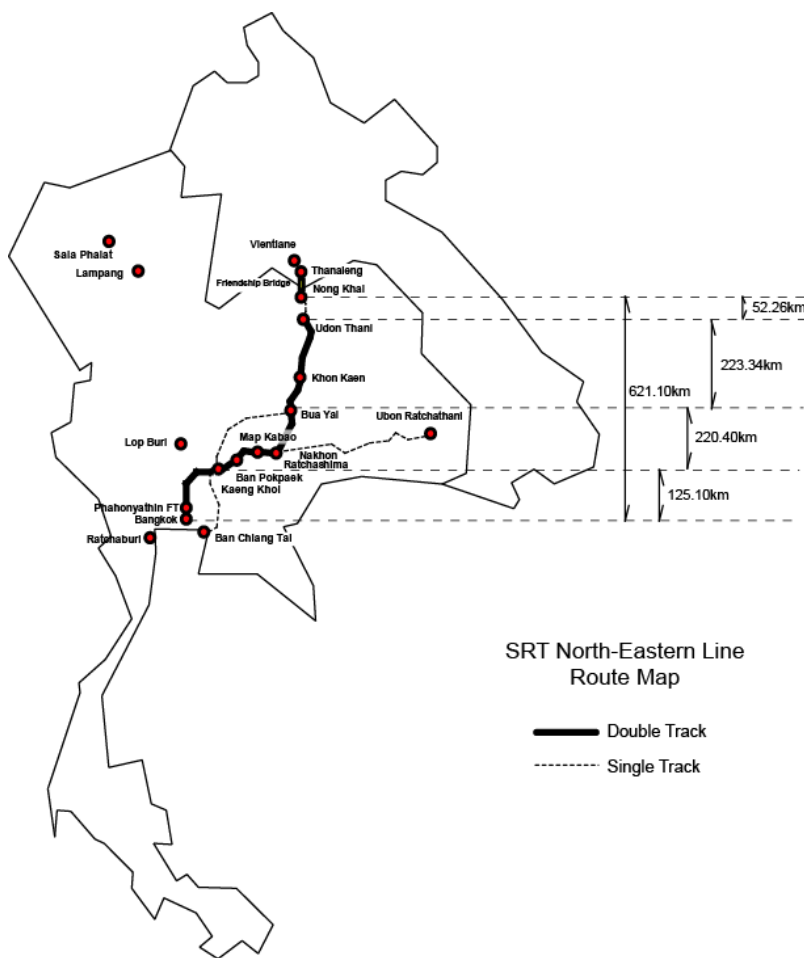 Sala Phalat
Lampang
Vientiane
Thanaleng
Friendship Bridge
Nong Khai
Udon Thani
Khon Kaen
Bua Yai
Ubon Ratchathani
Lop Buri
Map Kabao
Nakhon
Ratchashima
Ban Pokpaek
Kaeng Khoi
Phahonyathin FT
Bangkok
Ratchaburi
Ban Chiang Tai
52.26km
223.34km
621.10km
220.40km
125.10km
SRT North-Eastern Line
Route Map
Double Track
Single Track